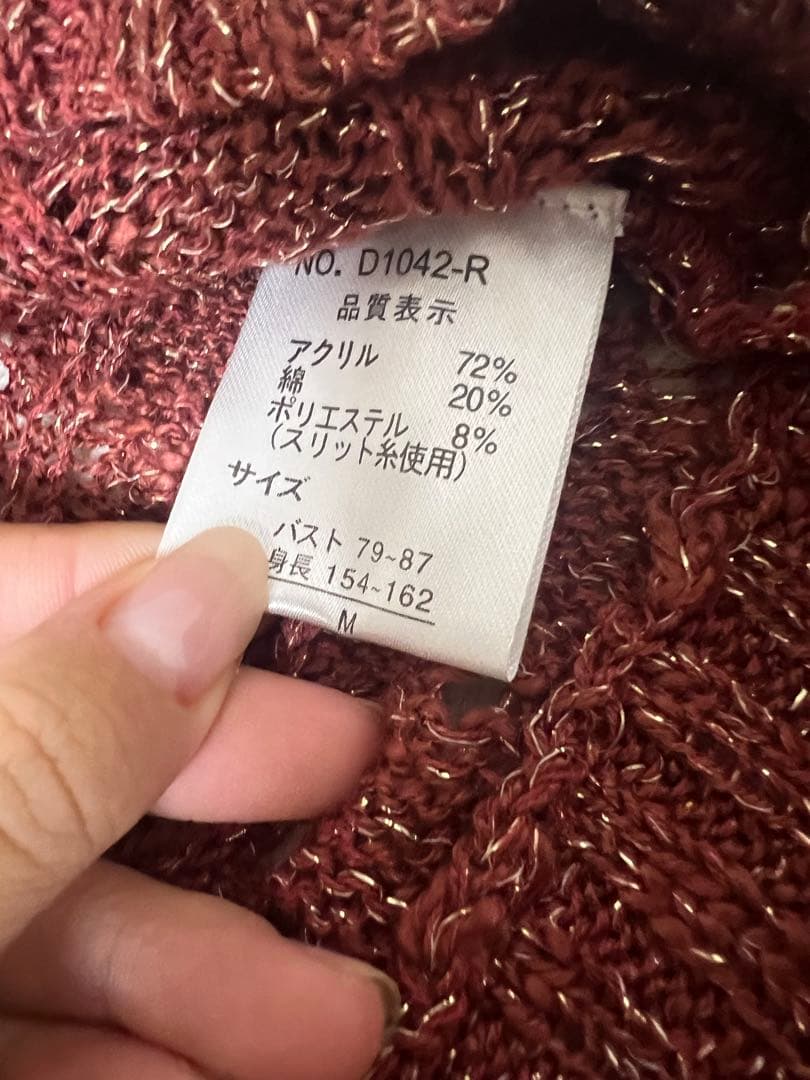 NO. D1042-R
品質表示
アクリル 72%
綿 20%
ポリエステル 8%
(スリット糸使用)
サイズ
バスト 79~87
身長 154~162
M